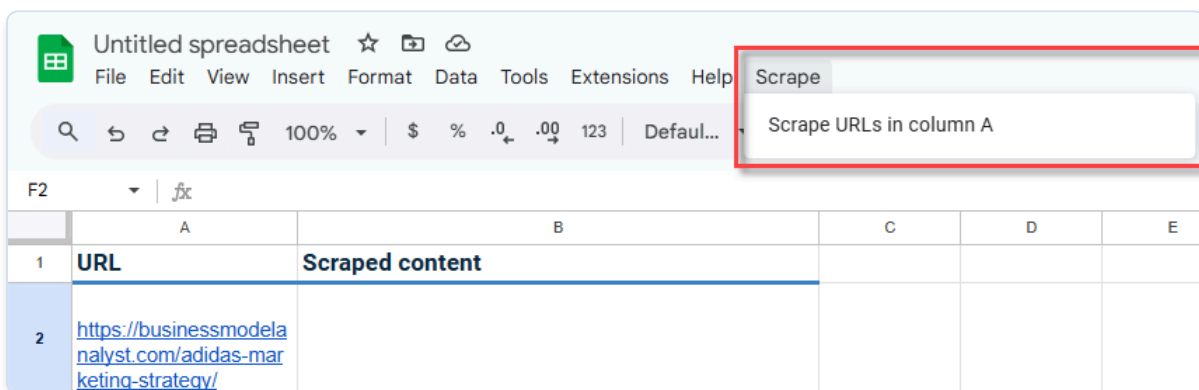 Untitled spreadsheet
File Edit View Insert Format Data Tools Extensions Help Scrape
Scrape URLs in column A
100% $ % .0 .00 123 Defaul...
F2 fx
A B C D E
1 URL Scraped content
2 https://businessmodela
nalyst.com/adidas-mar
keting-strategy/